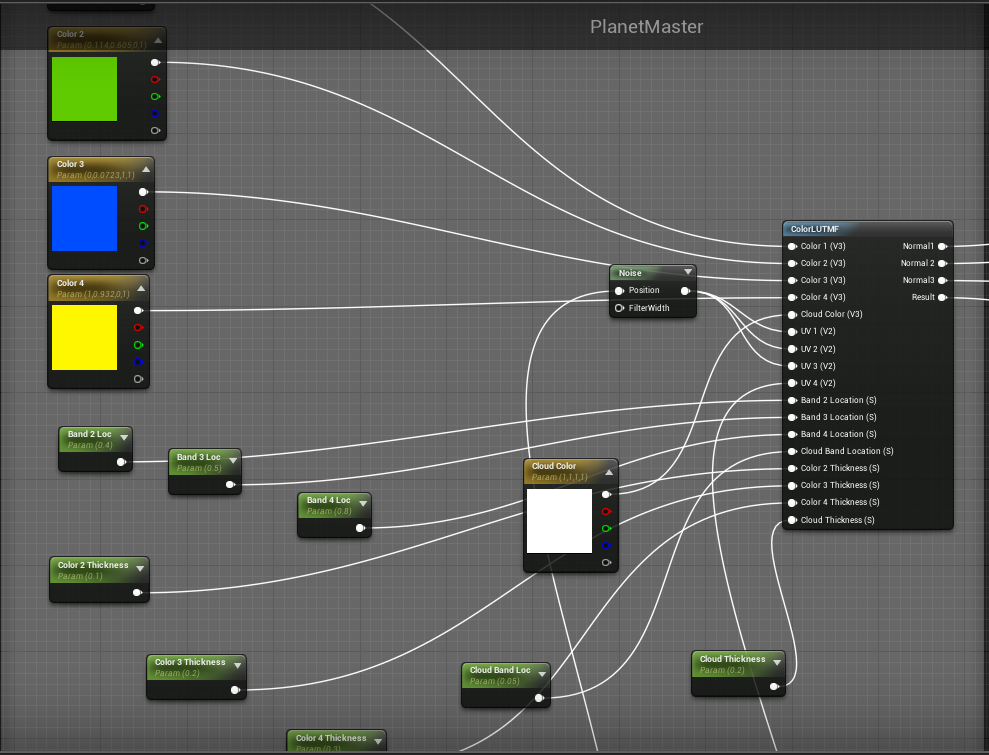 PlanetMaster
Color 2
Param (0.114,0.605,0,1)
Color 3
Param (0,0.0723,1,1)
Color 4
Param (1,0.932,0,1)
Noise
Position
FilterWidth
ColorLUTMF
Color 1 (V3) Normal1
Color 2 (V3) Normal 2
Color 3 (V3) Normal3
Color 4 (V3) Result
Cloud Color (V3)
UV 1 (V2)
UV 2 (V2)
UV 3 (V2)
UV 4 (V2)
Band 2 Location (S)
Band 3 Location (S)
Band 4 Location (S)
Cloud Band Location (S)
Color 2 Thickness (S)
Color 3 Thickness (S)
Color 4 Thickness (S)
Cloud Thickness (S)
Band 2 Loc
Param (0.4)
Band 3 Loc
Param (0.5)
Band 4 Loc
Param (0.8)
Cloud Color
Param (1,1,1,1)
Color 2 Thickness
Param (0.1)
Color 3 Thickness
Param (0.2)
Cloud Band Loc
Param (0.05)
Cloud Thickness
Param (0.2)
Color 4 Thickness
Param (0.3)